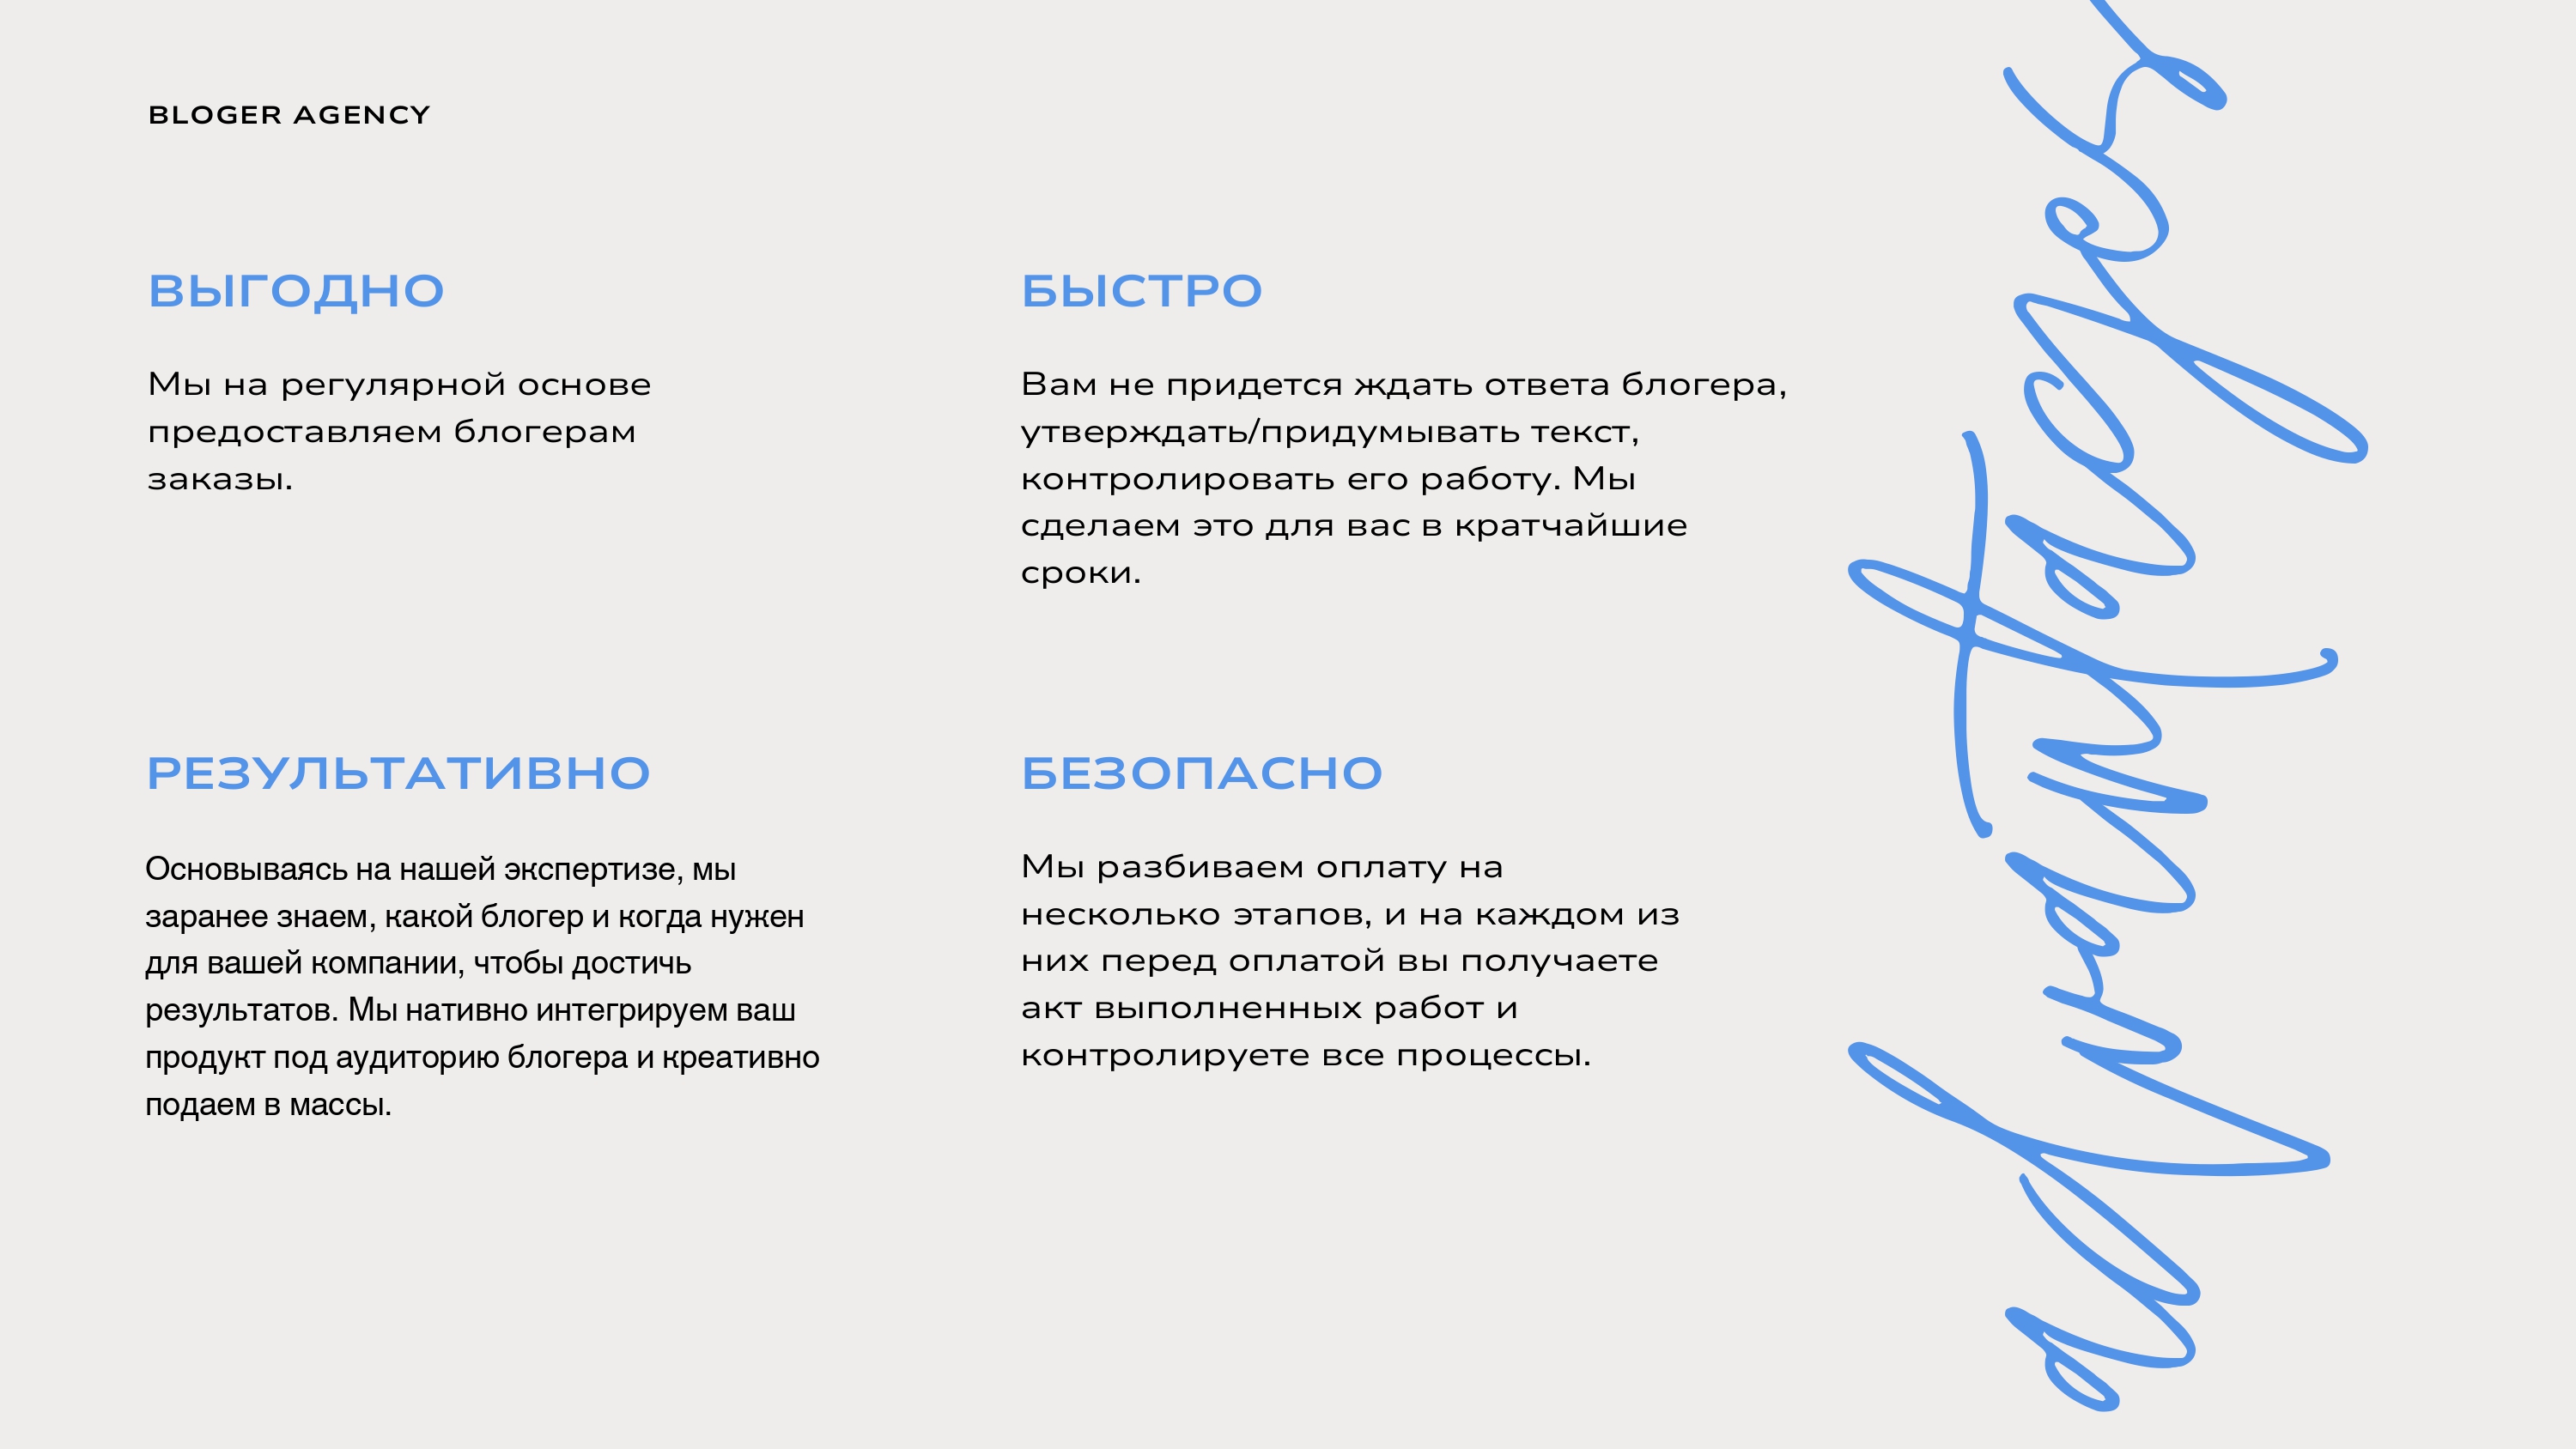 BLOGER AGENCY
ВЫГОДНО
Мы на регулярной основе
предоставляем блогерам
заказы.
БЫСТРО
Вам не придется ждать ответа блогера,
утверждать/придумывать текст,
контролировать его работу. Мы
сделаем это для вас в кратчайшие
сроки.
РЕЗУЛЬТАТИВНО
Основываясь на нашей экспертизе, мы
заранее знаем, какой блогер и когда нужен
для вашей компании, чтобы достичь
результатов. Мы нативно интегрируем ваш
продукт под аудиторию блогера и креативно
подаем в массы.
БЕЗОПАСНО
Мы разбиваем оплату на
несколько этапов, и на каждом из
них перед оплатой вы получаете
акт выполненных работ и
контролируете все процессы.
advantages